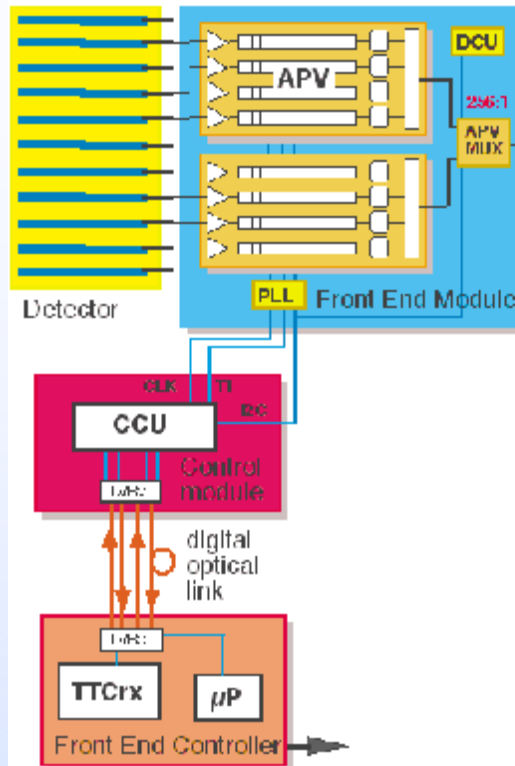 APV
DCU
256:1
APV
MUX
PLL
Front End Module
Detector
CLK
T1
I2C
CCU
Control
module
digital
optical
link
TTCrx
µP
Front End Controller